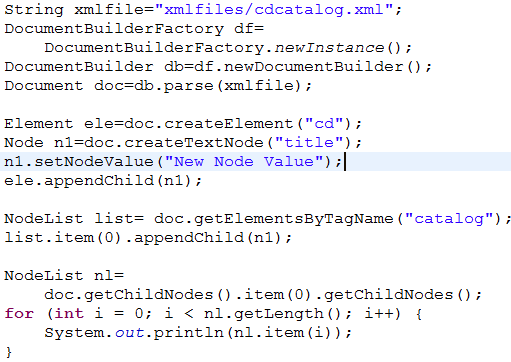 String xmlfile="xmlfiles/cdcatalog.xml";
DocumentBuilderFactory df=
DocumentBuilderFactory.newInstance();
DocumentBuilder db=df.newDocumentBuilder();
Document doc=db.parse(xmlfile);
Element ele=doc.createElement("cd");
Node n1=doc.createTextNode("title");
n1.setNodeValue("New Node Value");
ele.appendChild(n1);
NodeList list= doc.getElementsByTagName("catalog");
list.item(0).appendChild(n1);
NodeList nl=
doc.getChildNodes().item(0).getChildNodes();
for (int i = 0; i < nl.getLength(); i++) {
System.out.println(nl.item(i));
}